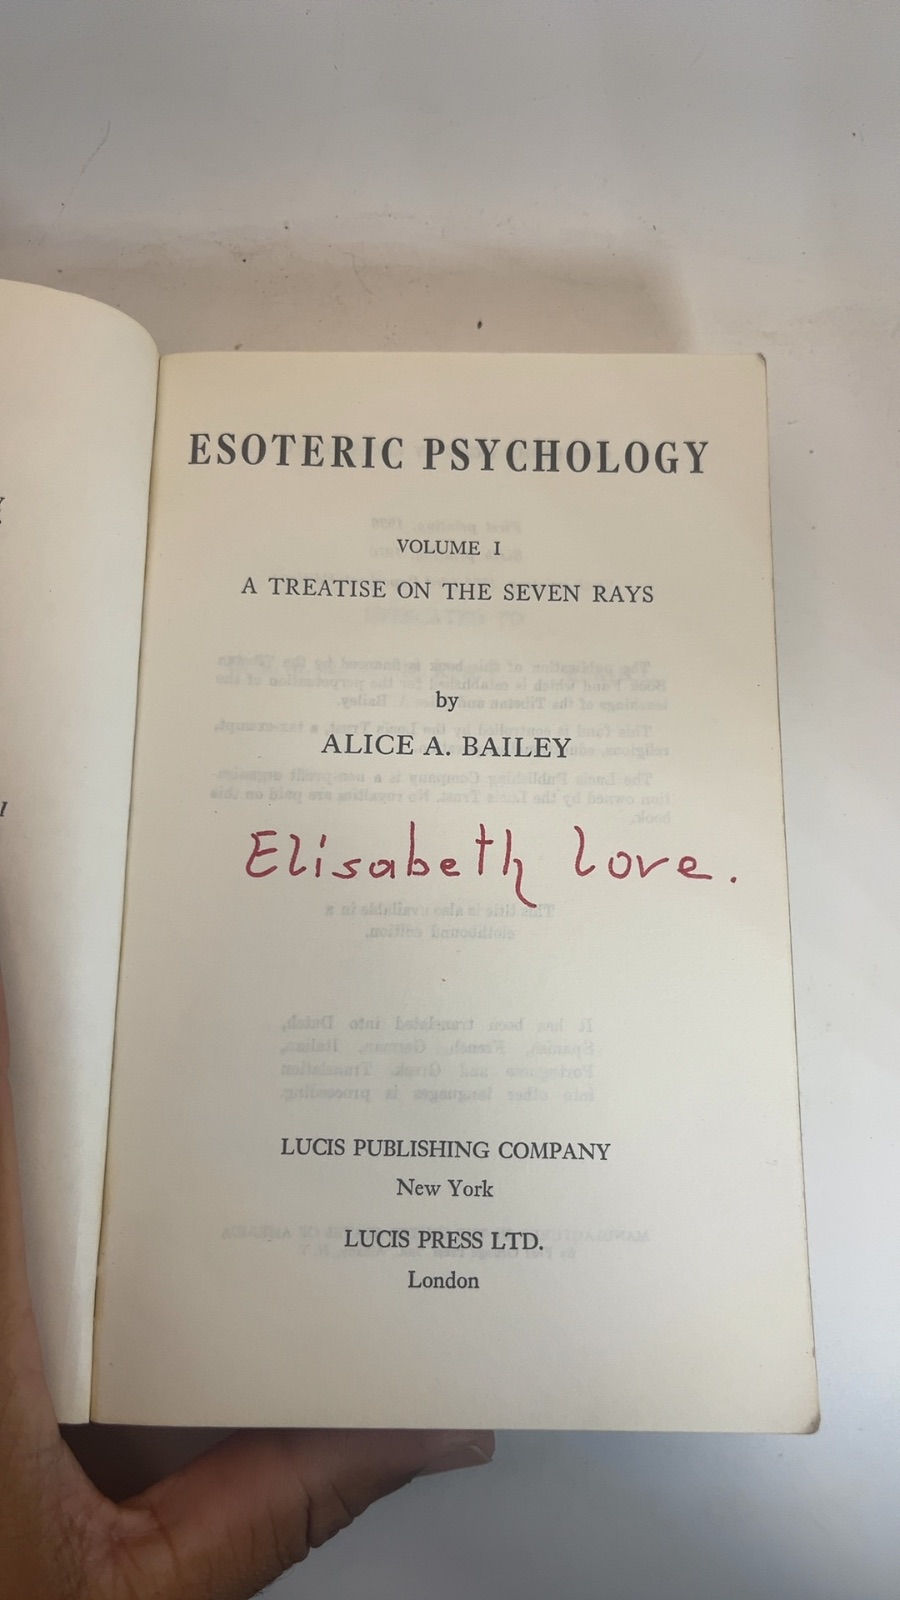 ESOTERIC PSYCHOLOGY
VOLUME I
A TREATISE ON THE SEVEN RAYS
by
ALICE A. BAILEY
Elisabeth Love.
LUCIS PUBLISHING COMPANY
New York
LUCIS PRESS LTD.
London